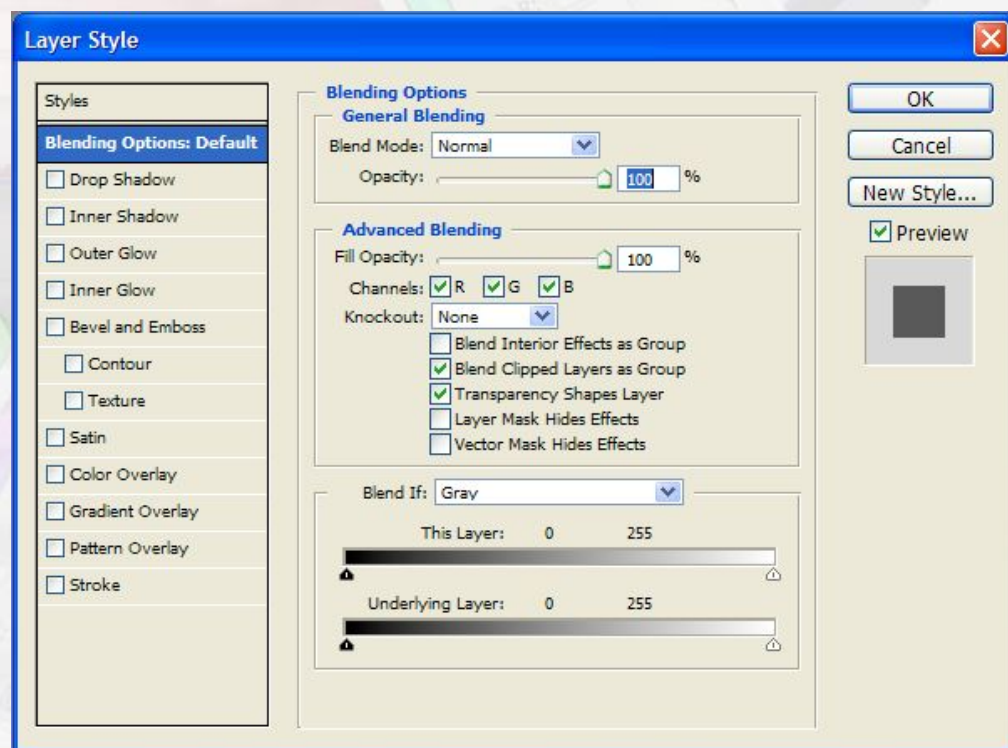 Layer Style
Styles
Blending Options: Default
Drop Shadow
Inner Shadow
Outer Glow
Inner Glow
Bevel and Emboss
Contour
Texture
Satin
Color Overlay
Gradient Overlay
Pattern Overlay
Stroke
Blending Options
General Blending
Blend Mode: Normal
Opacity: 100 %
Advanced Blending
Fill Opacity: 100 %
Channels: R G B
Knockout: None
Blend Interior Effects as Group
Blend Clipped Layers as Group
Transparency Shapes Layer
Layer Mask Hides Effects
Vector Mask Hides Effects
Blend If: Gray
This Layer: 0 255
Underlying Layer: 0 255
OK
Cancel
New Style...
Preview